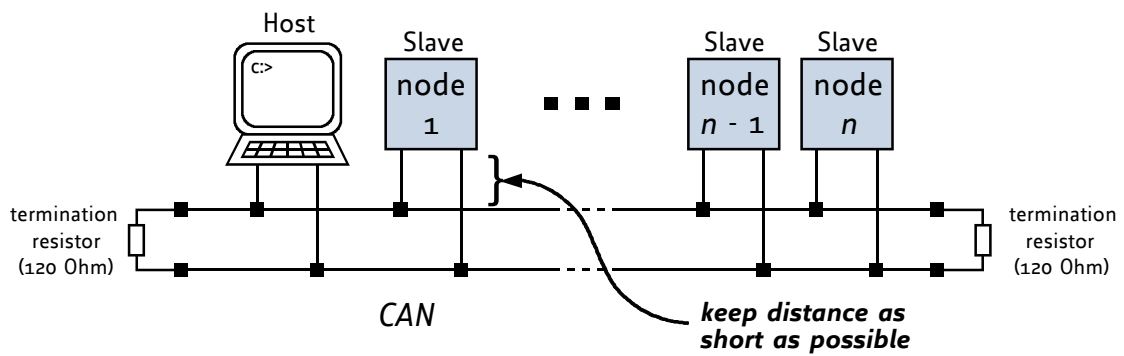 Host
C:>
Slave
node
1
Slave
node
n - 1
Slave
node
n
termination
resistor
(120 Ohm)
termination
resistor
(120 Ohm)
CAN
keep distance as
short as possible